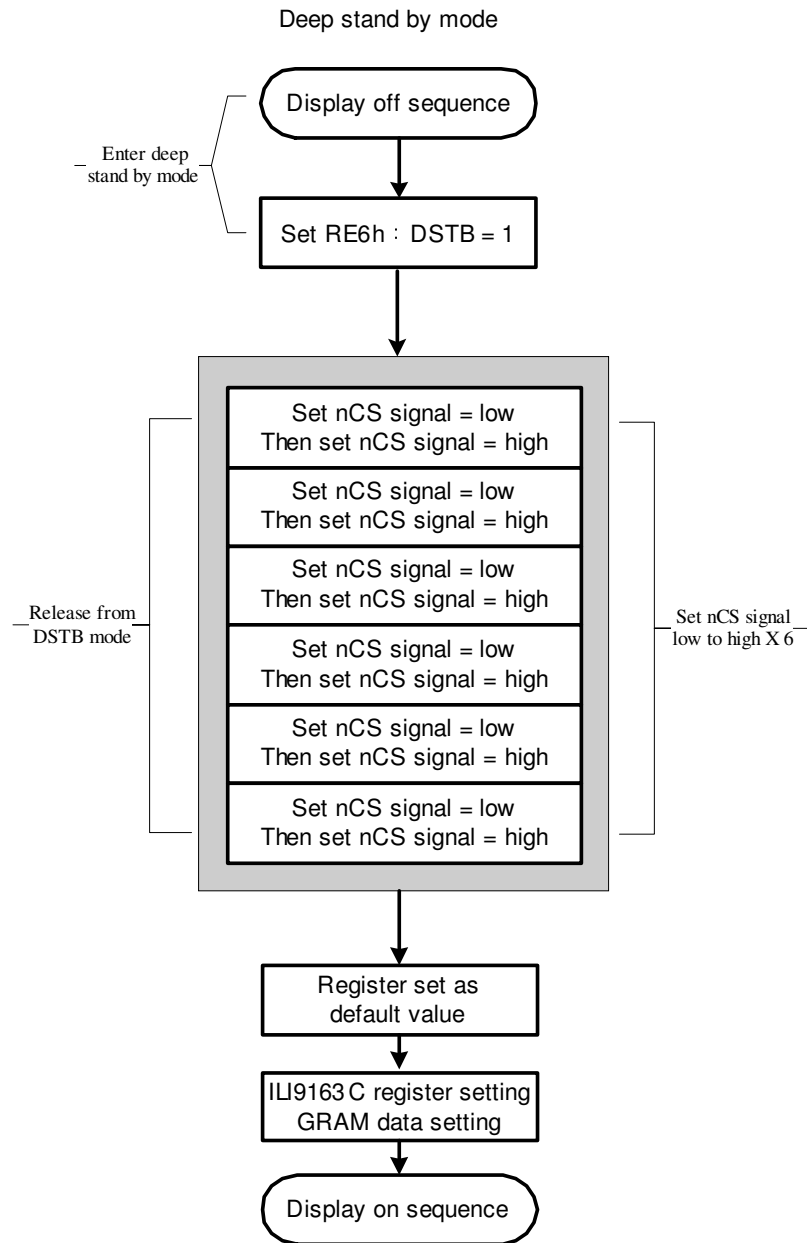 Deep stand by mode
Display off sequence
Enter deep
stand by mode
Set RE6h : DSTB = 1
Set nCS signal = low
Then set nCS signal = high
Set nCS signal = low
Then set nCS signal = high
Set nCS signal = low
Then set nCS signal = high
Release from
DSTB mode
Set nCS signal
low to high X 6
Set nCS signal = low
Then set nCS signal = high
Set nCS signal = low
Then set nCS signal = high
Set nCS signal = low
Then set nCS signal = high
Register set as
default value
ILI9163C register setting
GRAM data setting
Display on sequence